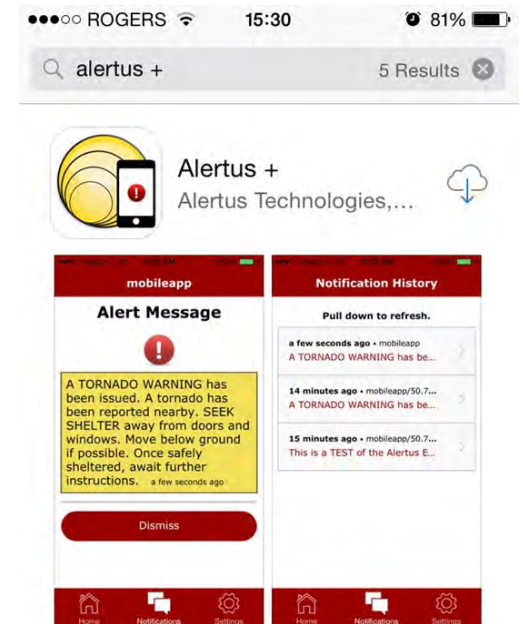 ROGERS 15:30 81%
alertus + 5 Results
Alertus +
Alertus Technologies,...
mobileapp
Alert Message
A TORNADO WARNING has
been issued. A tornado has
been reported nearby. SEEK
SHELTER away from doors and
windows. Move below ground
if possible. Once safely
sheltered, await further
instructions. a few seconds ago
Dismiss
Home Notifications Settings
Notification History
Pull down to refresh.
a few seconds ago • mobileapp
A TORNADO WARNING has be...
14 minutes ago • mobileapp/50.7...
A TORNADO WARNING has be...
15 minutes ago • mobileapp/50.7...
This is a TEST of the Alertus E...
Home Notifications Settings